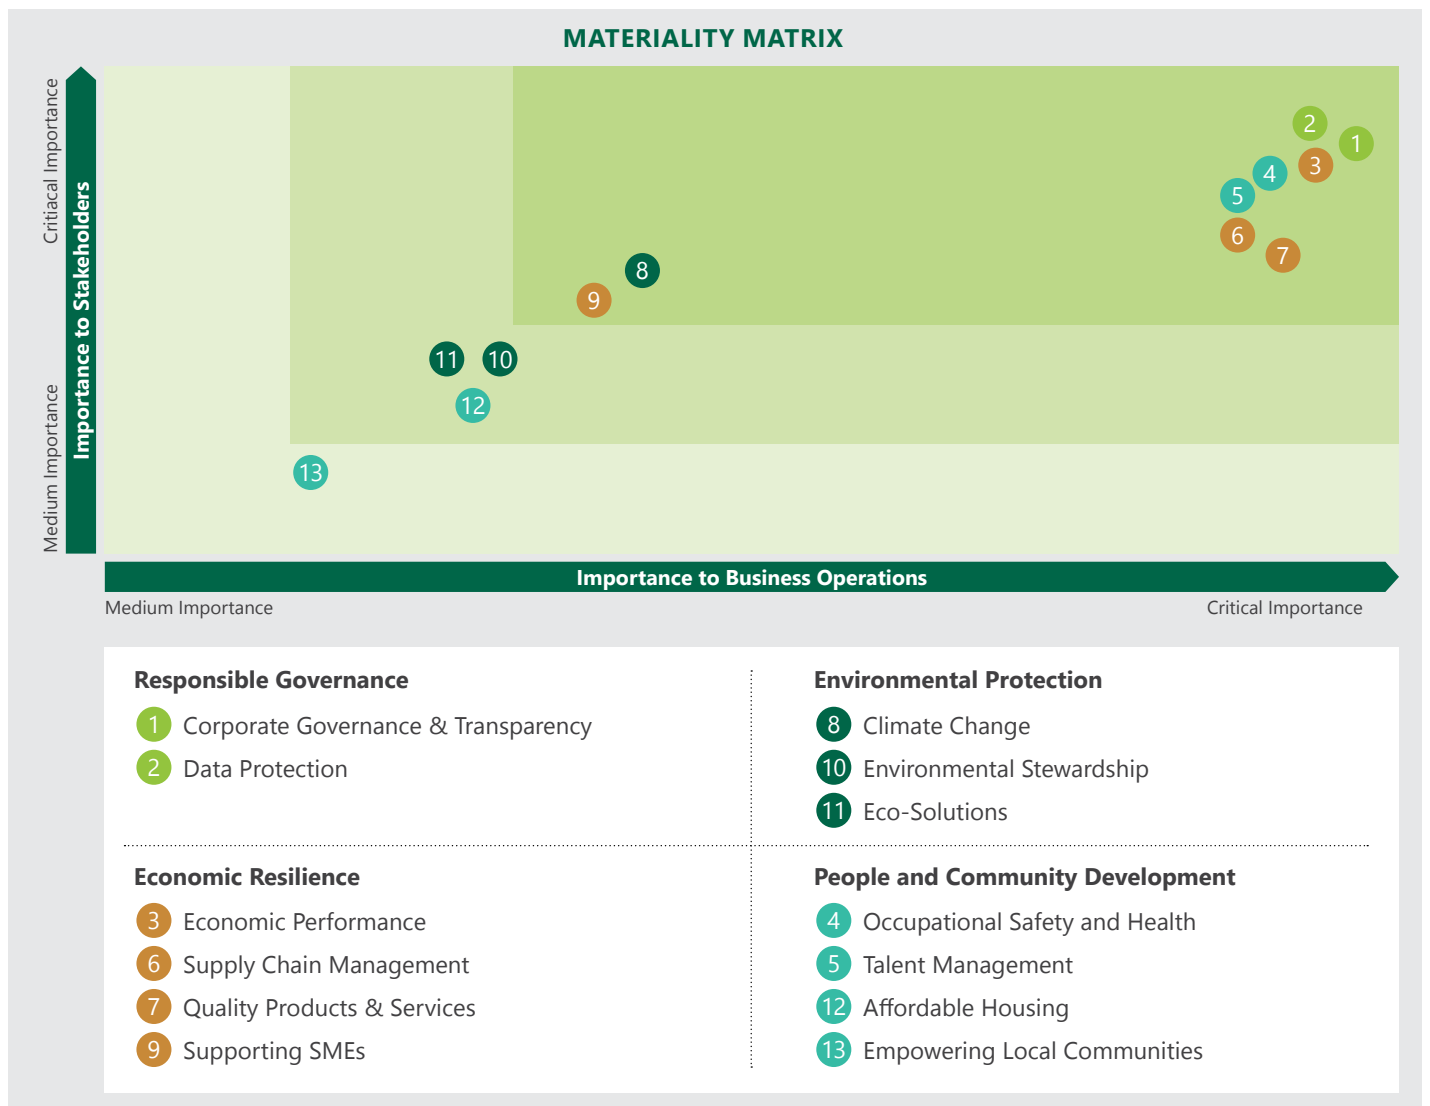 MATERIALITY MATRIX
Critiacal Importance
Importance to Stakeholders
Medium Importance
2
1
3
4
5
6
7
8
9
11
10
12
13
Importance to Business Operations
Medium Importance
Critical Importance
Responsible Governance
1 Corporate Governance & Transparency
2 Data Protection
Environmental Protection
8 Climate Change
10 Environmental Stewardship
11 Eco-Solutions
Economic Resilience
3 Economic Performance
6 Supply Chain Management
7 Quality Products & Services
9 Supporting SMEs
People and Community Development
4 Occupational Safety and Health
5 Talent Management
12 Affordable Housing
13 Empowering Local Communities